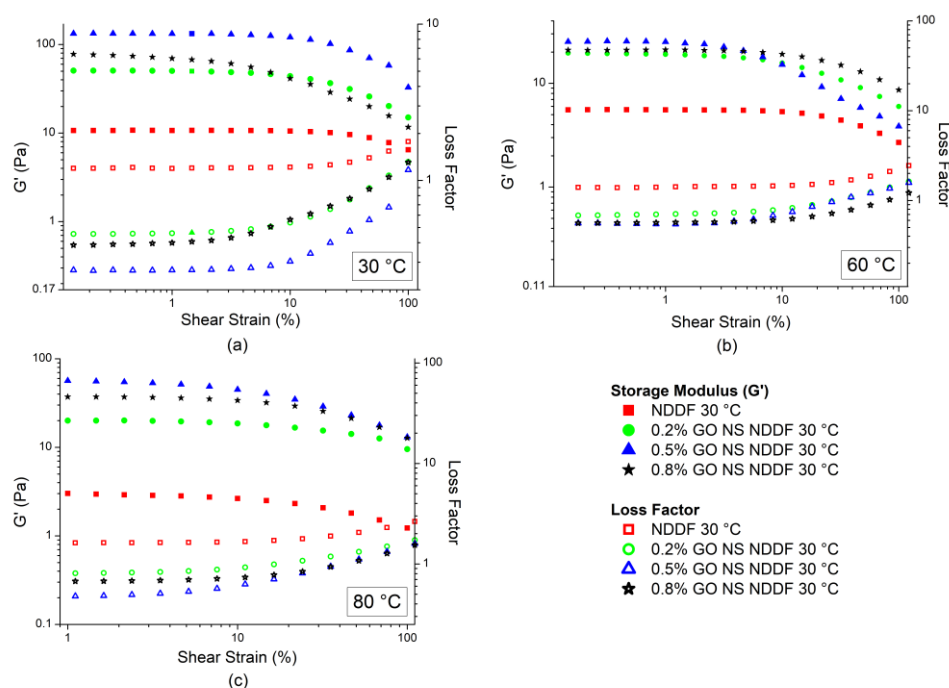 100
10
1
0.17
G' (Pa)
10
1
Loss Factor
30 °C
1
10
100
Shear Strain (%)
(a)
10
1
0.11
G' (Pa)
100
10
1
Loss Factor
60 °C
1
10
100
Shear Strain (%)
(b)
100
10
1
0.1
G' (Pa)
100
10
1
Loss Factor
80 °C
1
10
100
Shear Strain (%)
(c)
Storage Modulus (G')
NDDF 30 °C
0.2% GO NS NDDF 30 °C
0.5% GO NS NDDF 30 °C
0.8% GO NS NDDF 30 °C
Loss Factor
NDDF 30 °C
0.2% GO NS NDDF 30 °C
0.5% GO NS NDDF 30 °C
0.8% GO NS NDDF 30 °C